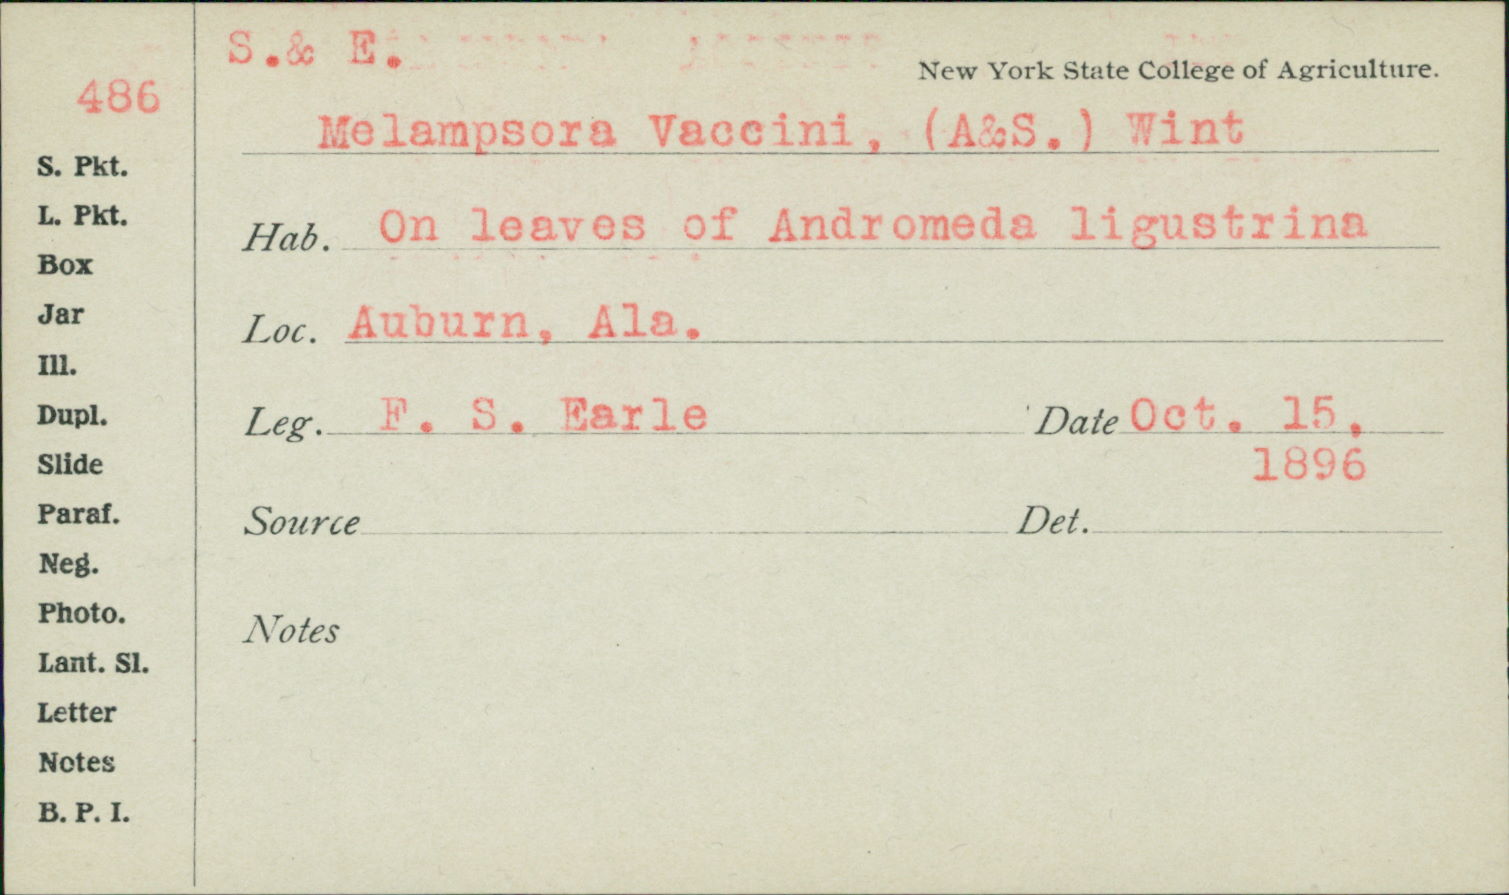 S.& E.
New York State College of Agriculture.
486
Melampsora Vaccini, (A&S.) Wint
Hab. On leaves of Andromeda ligustrina
Loc. Auburn, Ala.
Leg. F. S. Earle Date Oct. 15,
1896
Source Det.
Notes
S. Pkt.
L. Pkt.
Box
Jar
Ill.
Dupl.
Slide
Paraf.
Neg.
Photo.
Lant. Sl.
Letter
Notes
B. P. I.